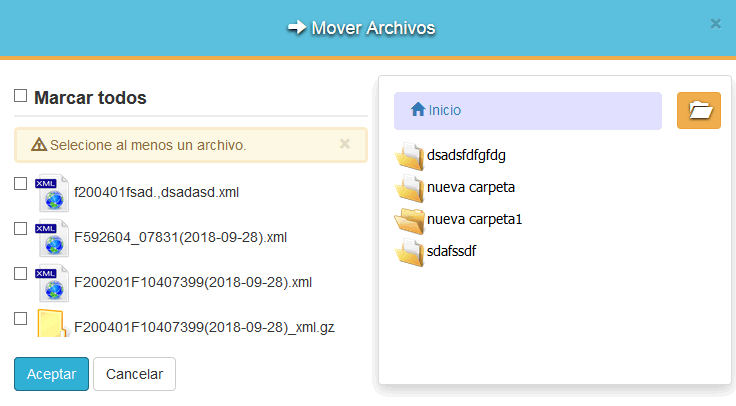 Mover Archivos
×
Marcar todos
Selecione al menos un archivo.
×
XML
f200401fsad.,dsadasd.xml
XML
F592604_07831(2018-09-28).xml
XML
F200201F10407399(2018-09-28).xml
F200401F10407399(2018-09-28)_xml.gz
Aceptar
Cancelar
Inicio
dsadsfdfgfdg
nueva carpeta
nueva carpeta1
sdafssdf